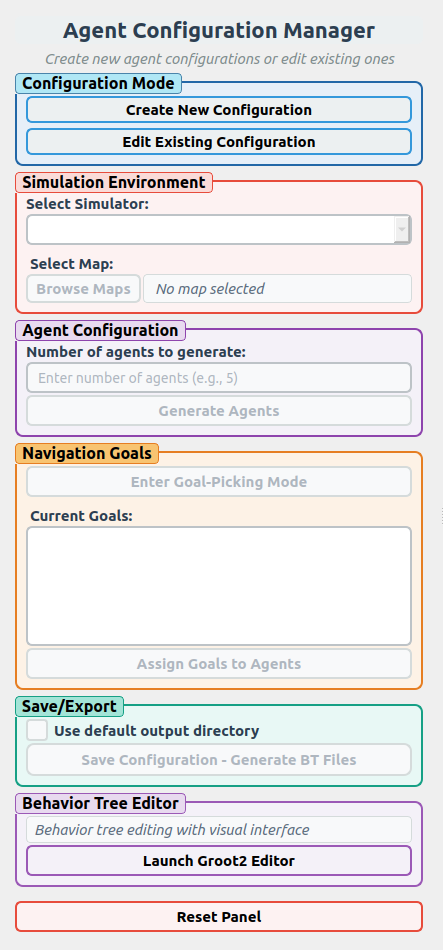 Agent Configuration Manager
Create new agent configurations or edit existing ones
Configuration Mode
Create New Configuration
Edit Existing Configuration
Simulation Environment
Select Simulator:
Select Map:
Browse Maps No map selected
Agent Configuration
Number of agents to generate:
Enter number of agents (e.g., 5)
Generate Agents
Navigation Goals
Enter Goal-Picking Mode
Current Goals:
Assign Goals to Agents
Save/Export
Use default output directory
Save Configuration - Generate BT Files
Behavior Tree Editor
Behavior tree editing with visual interface
Launch Groot2 Editor
Reset Panel